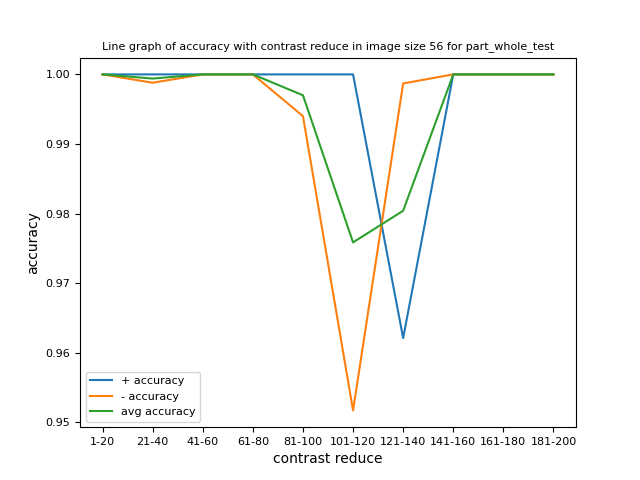 Line graph of accuracy with contrast reduce in image size 56 for part_whole_test
1.00
0.99
0.98
0.97
0.96
0.95
accuracy
+ accuracy
- accuracy
avg accuracy
1-20 21-40 41-60 61-80 81-100 101-120 121-140 141-160 161-180 181-200
contrast reduce